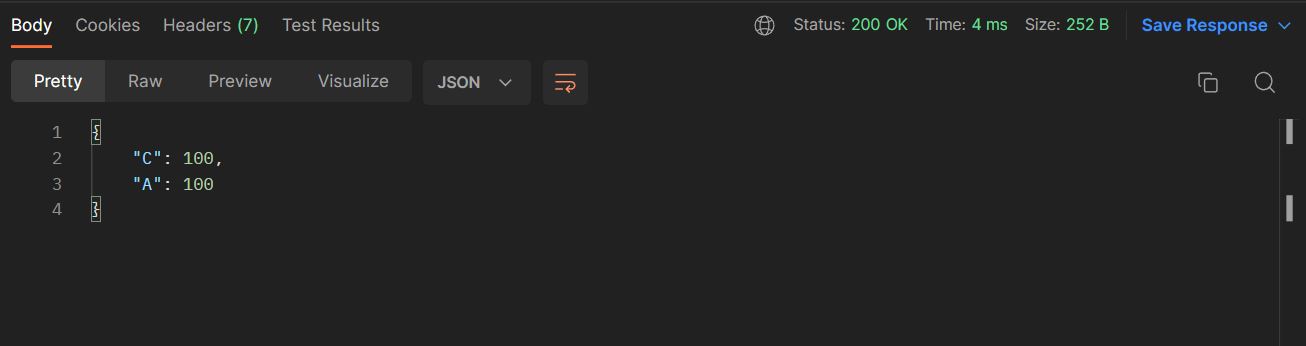 Body Cookies Headers (7) Test Results Status: 200 OK Time: 4 ms Size: 252 B Save Response
Pretty Raw Preview Visualize JSON
1 {
2 "C": 100,
3 "A": 100
4 }